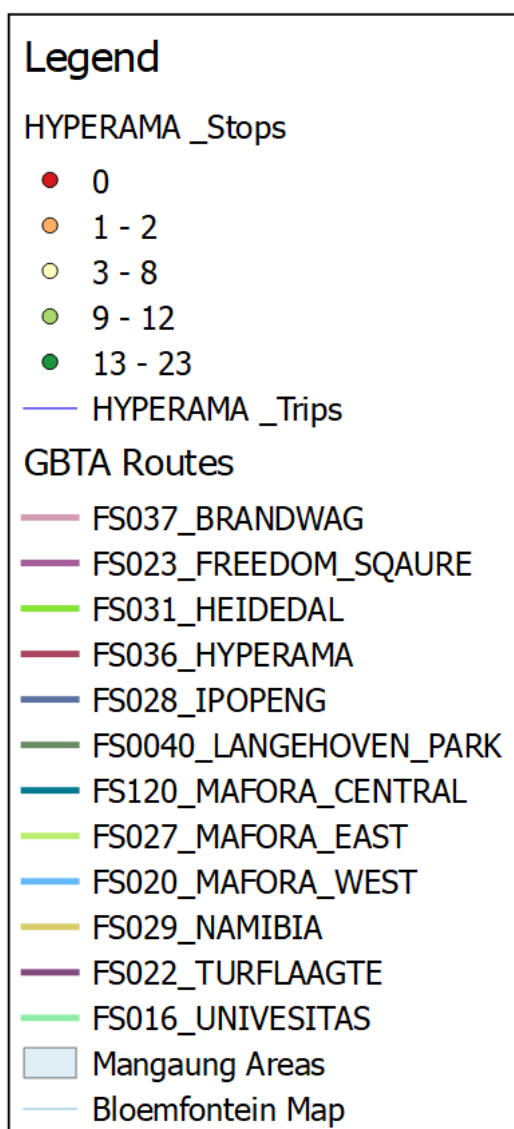 Legend
HYPERAMA _Stops
0
1 - 2
3 - 8
9 - 12
13 - 23
HYPERAMA _Trips
GBTA Routes
FS037_BRANDWAG
FS023_FREEDOM_SQAURE
FS031_HEIDEDAL
FS036_HYPERAMA
FS028_IPOPENG
FS0040_LANGEHOVEN_PARK
FS120_MAFORA_CENTRAL
FS027_MAFORA_EAST
FS020_MAFORA_WEST
FS029_NAMIBIA
FS022_TURFLAAGTE
FS016_UNIVESITAS
Mangaung Areas
Bloemfontein Map